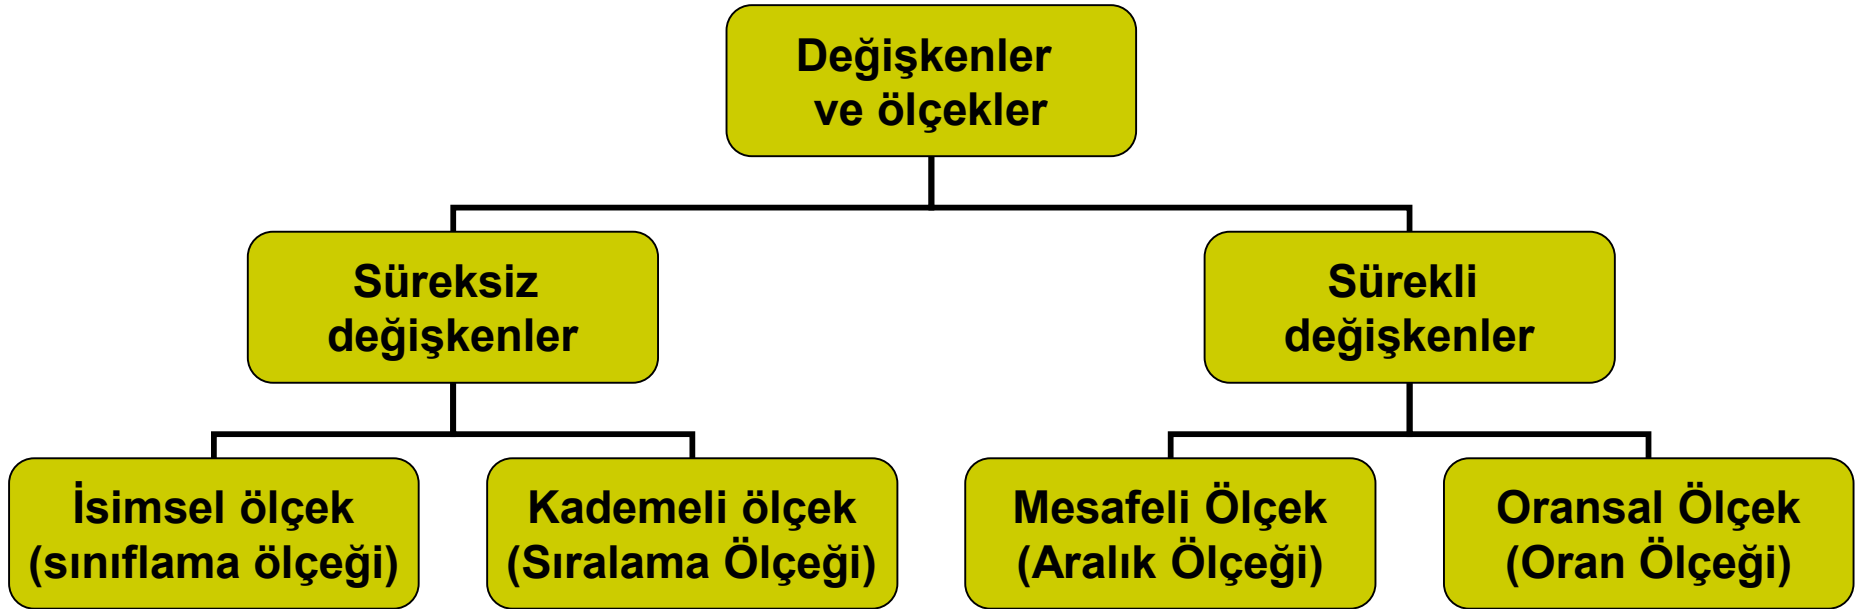 Değişkenler
ve ölçekler
Süreksiz
değişkenler
Sürekli
değişkenler
İsimsel ölçek
(sınıflama ölçeği)
Kademeli ölçek
(Sıralama Ölçeği)
Mesafeli Ölçek
(Aralık Ölçeği)
Oransal Ölçek
(Oran Ölçeği)